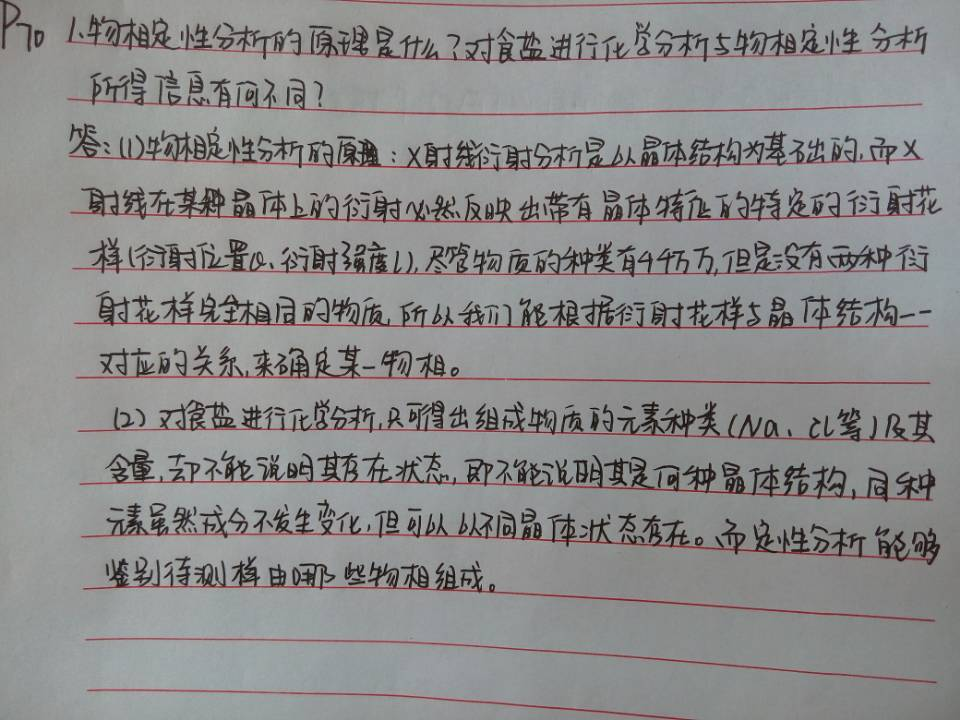 P70 1.物相定性分析的原理是什么?对食盐进行化学分析与物相定性分析
所得信息有何不同?
答:(1)物相定性分析的原理:X射线衍射分析是以晶体结构为基础的,而X
射线在某种晶体上的衍射必然反映出带有晶体特征的特定的衍射花
样(衍射位置θ、衍射强度I),尽管物质的种类有千千万万,但是没有两种衍
射花样完全相同的物质,所以我们能根据衍射花样与晶体结构一一
对应的关系,来确定某一物相。
(2)对食盐进行化学分析,只可得出组成物质的元素种类(Na、Cl等)及其
含量,却不能说明其存在状态,即不能说明其是何种晶体结构,同种
元素虽然成分不发生变化,但可以以不同晶体状态存在。而定性分析能够
鉴别待测样由哪些物相组成。